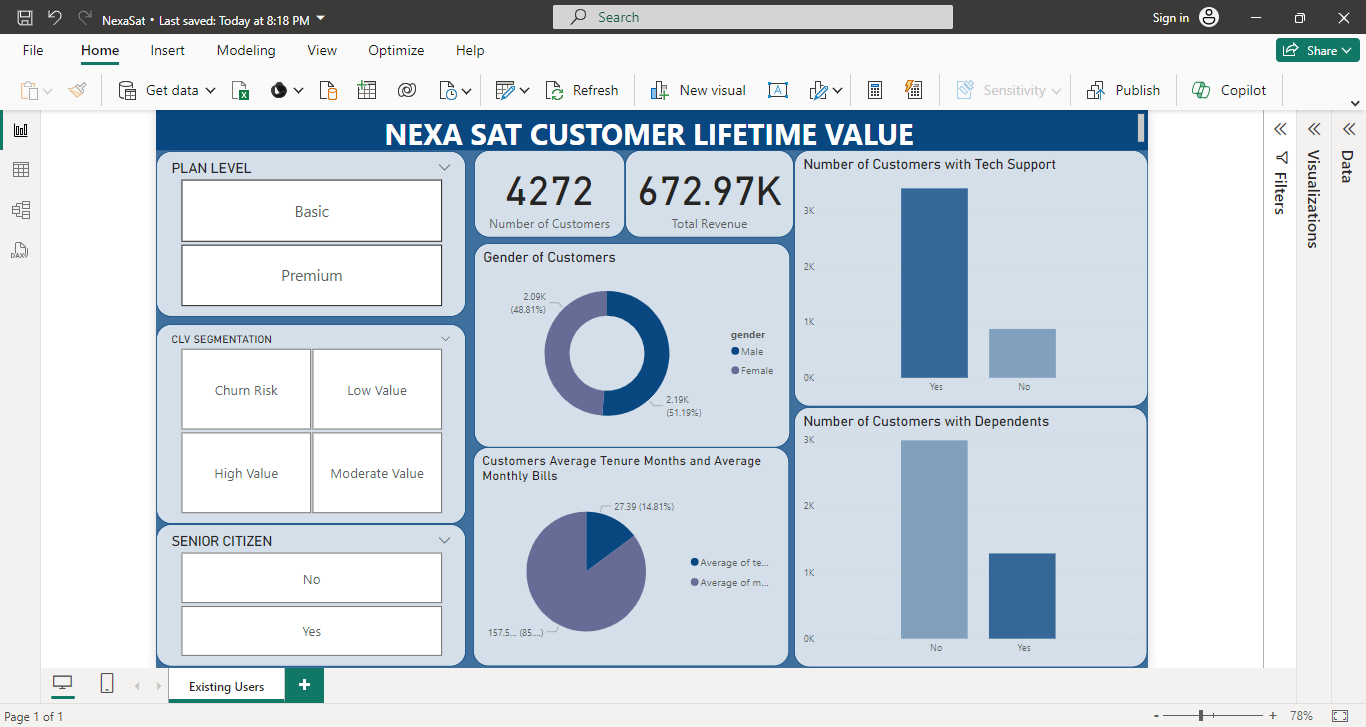 NexaSat • Last saved: Today at 8:18 PM
Search
Sign in
File
Home
Insert
Modeling
View
Optimize
Help
Share
Get data
Refresh
New visual
Sensitivity
Publish
Copilot
NEXA SAT CUSTOMER LIFETIME VALUE
PLAN LEVEL
Basic
Premium
CLV SEGMENTATION
Churn Risk
Low Value
High Value
Moderate Value
SENIOR CITIZEN
No
Yes
4272
Number of Customers
672.97K
Total Revenue
Gender of Customers
2.09K
(48.81%)
gender
Male
Female
2.19K
(51.19%)
Customers Average Tenure Months and Average
Monthly Bills
27.39 (14.81%)
Average of te...
Average of m...
157.5... (85....)
Number of Customers with Tech Support
3K
2K
1K
0K
Yes
No
Number of Customers with Dependents
3K
2K
1K
0K
No
Yes
Filters
Visualizations
Data
DAX
A
Existing Users
+
Page 1 of 1
-
+
78%